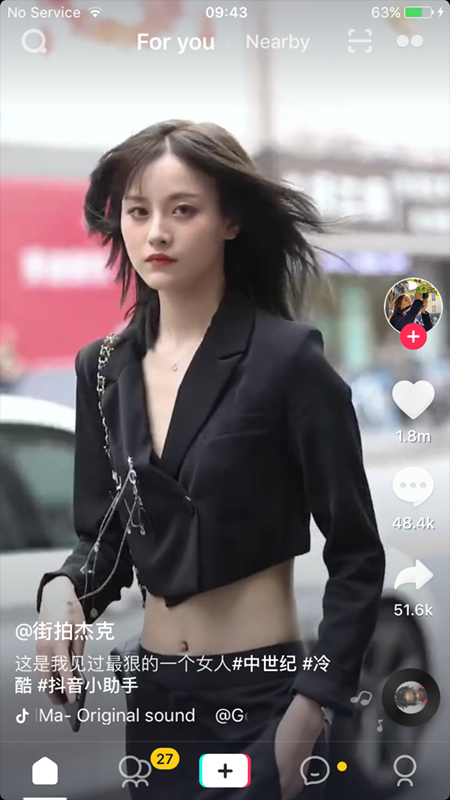 No Service 09:43 63%
For you Nearby
1.8m
48.4k
51.6k
@街拍杰克
这是我见过最狠的一个女人#中世纪 #冷
酷 #抖音小助手
Ma- Original sound @G
27